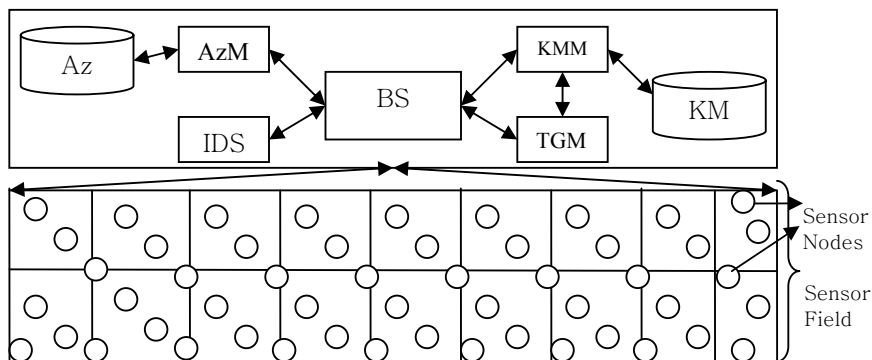 Az
AzM
IDS
BS
KMM
TGM
KM
Sensor
Nodes
Sensor
Field